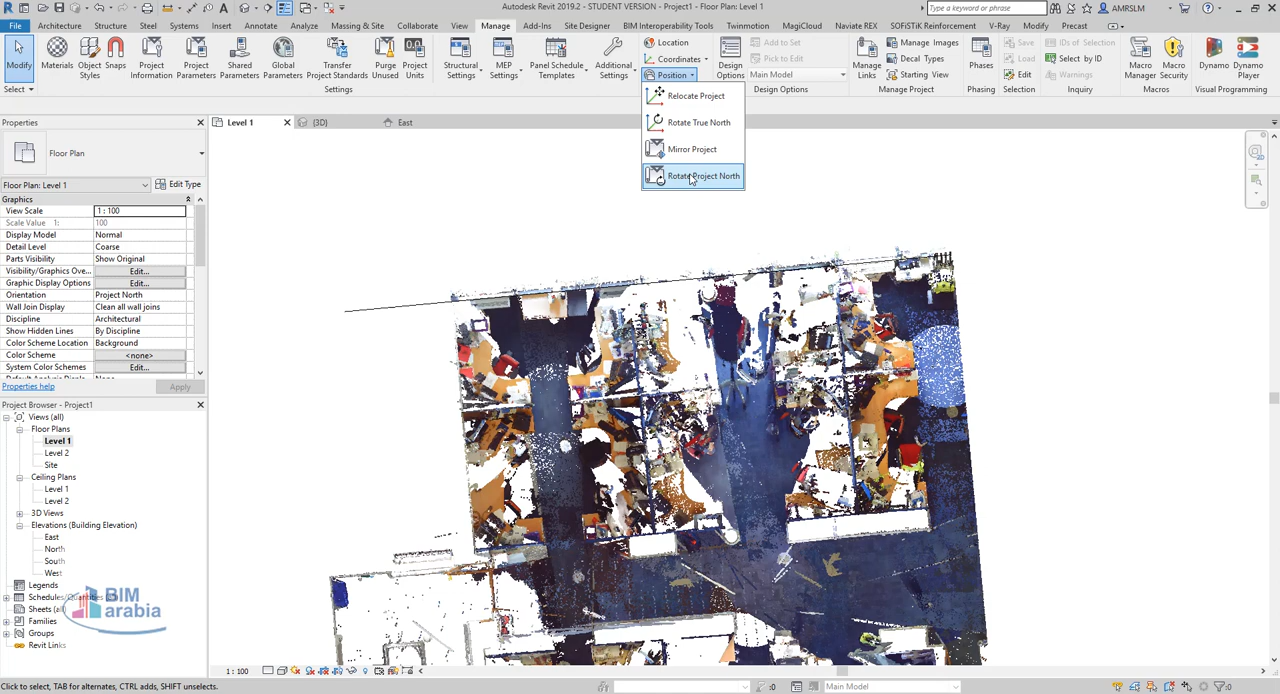 Autodesk Revit 2019.2 - STUDENT VERSION - Project1 - Floor Plan: Level 1
Type a keyword or phrase
AMRSLM
File Architecture Structure Steel Systems Insert Annotate Analyze Massing & Site Collaborate View Manage Add-Ins Site Designer BIM Interoperability Tools Twinmotion MagiCloud Naviate REX SOFiSTiK Reinforcement V-Ray Modify Precast
Modify
Materials
Object Styles
Snaps
Project Information
Project Parameters
Shared Parameters
Global Parameters
Transfer Project Standards
Purge Unused
Project Units
Structural Settings
MEP Settings
Panel Schedule Templates
Additional Settings
Location
Coordinates
Position
Design Options
Add to Set
Pick to Edit
Main Model
Manage Links
Manage Images
Decal Types
Starting View
Phases
Save
Load
Edit
IDs of Selection
Select by ID
Warnings
Macro Manager
Macro Security
Dynamo
Dynamo Player
Select
Settings
Design Options
Manage Project
Phasing
Selection
Inquiry
Macros
Visual Programming
Relocate Project
Rotate True North
Mirror Project
Rotate Project North
Properties
Level 1
{3D}
East
Floor Plan
Floor Plan: Level 1
Edit Type
Graphics
View Scale 1 : 100
Scale Value 1: 100
Display Model Normal
Detail Level Coarse
Parts Visibility Show Original
Visibility/Graphics Ove... Edit...
Graphic Display Options Edit...
Orientation Project North
Wall Join Display Clean all wall joins
Discipline Architectural
Show Hidden Lines By Discipline
Color Scheme Location Background
Color Scheme <none>
System Color Schemes Edit...
Properties help
Apply
Project Browser - Project1
Views (all)
Floor Plans
Level 1
Level 2
Site
Ceiling Plans
Level 1
Level 2
3D Views
Elevations (Building Elevation)
East
North
South
West
Legends
Schedules/Quantities
Sheets (all
Families
Groups
Revit Links
BIM
arabia
1 : 100
Click to select, TAB for alternates, CTRL adds, SHIFT unselects.
:0
Main Model
:0